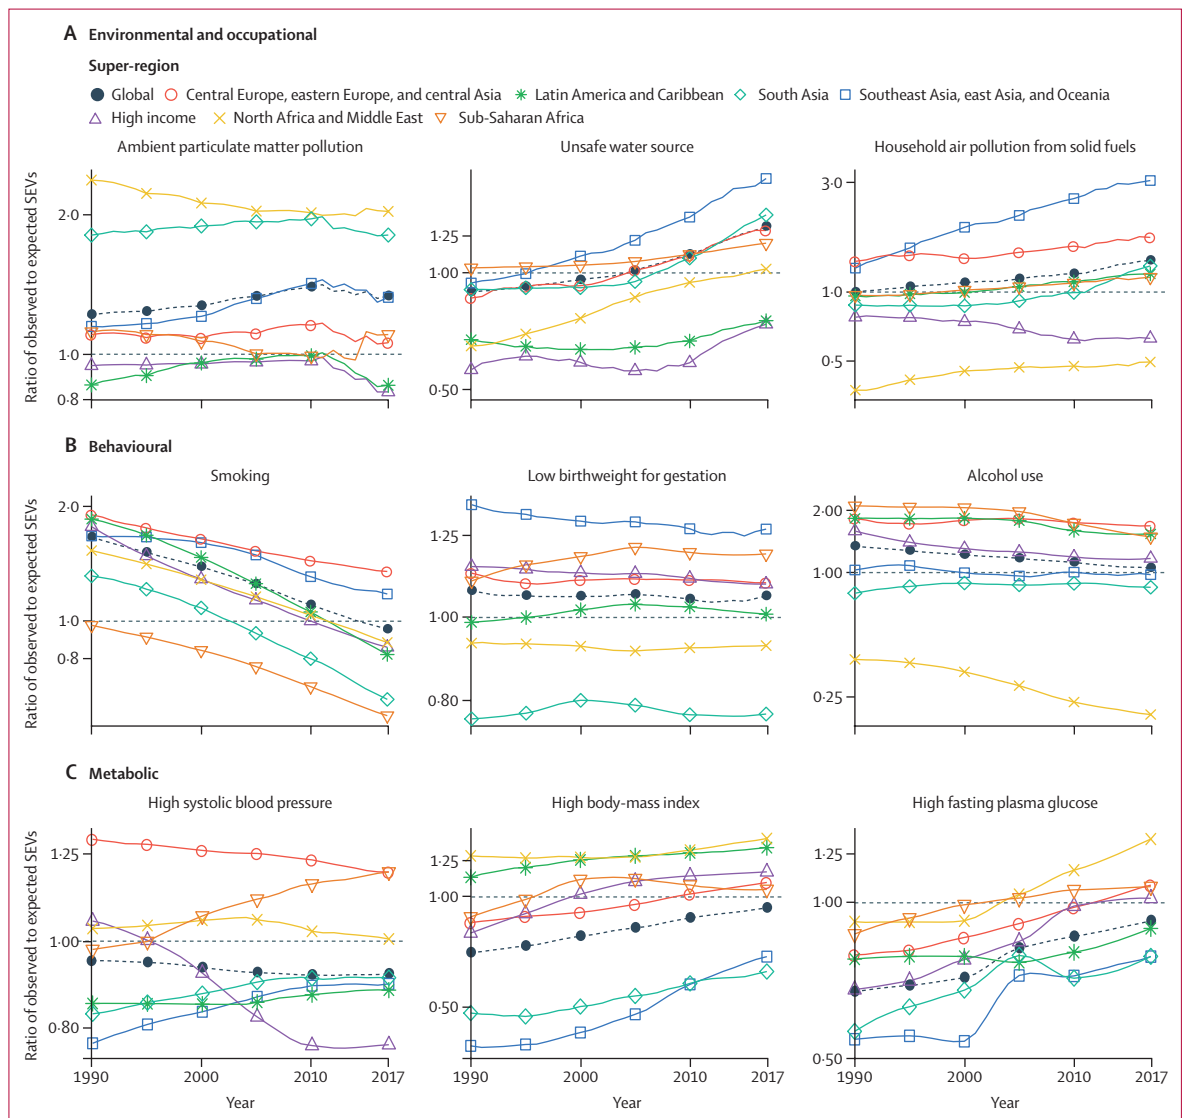 A Environmental and occupational
Super-region
Global Central Europe, eastern Europe, and central Asia Latin America and Caribbean South Asia Southeast Asia, east Asia, and Oceania
High income North Africa and Middle East Sub-Saharan Africa
Ambient particulate matter pollution Unsafe water source Household air pollution from solid fuels
Ratio of observed to expected SEVs
2·0
1·0
0·8
1·25
1·00
0·50
3·0
1·0
0·5
1990 2000 2010 2017
B Behavioural
Smoking Low birthweight for gestation Alcohol use
Ratio of observed to expected SEVs
2·0
1·0
0·8
1·25
1·00
0·80
2·00
1·00
0·25
C Metabolic
High systolic blood pressure High body-mass index High fasting plasma glucose
Ratio of observed to expected SEVs
1·25
1·00
0·80
1·25
1·00
0·50
1·25
1·00
0·50
1990 2000 2010 2017 1990 2000 2010 2017 1990 2000 2010 2017
Year Year Year